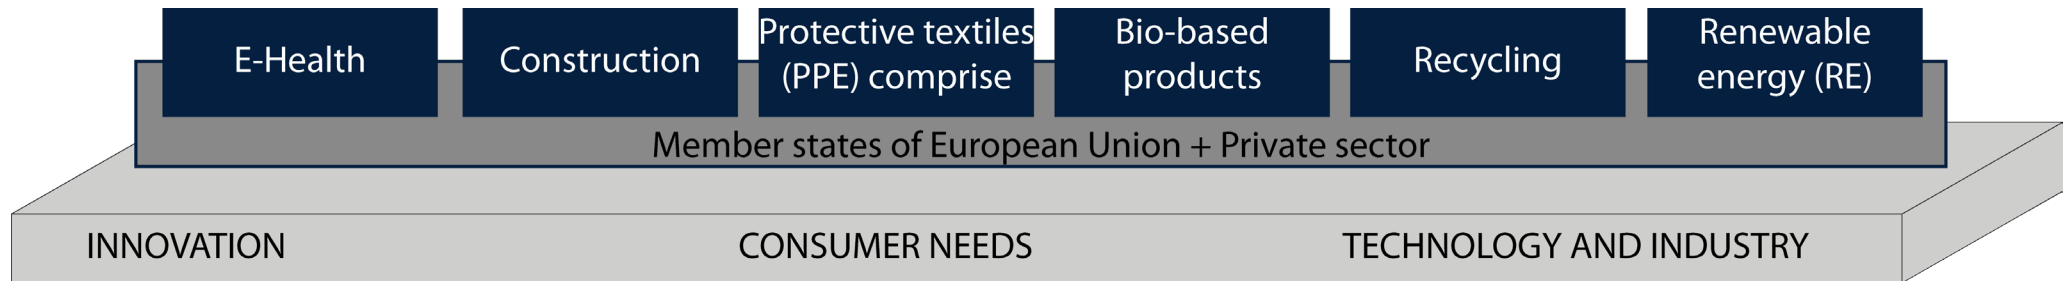 E-Health
Construction
Protective textiles
(PPE) comprise
Bio-based
products
Recycling
Renewable
energy (RE)
Member states of European Union + Private sector
INNOVATION
CONSUMER NEEDS
TECHNOLOGY AND INDUSTRY